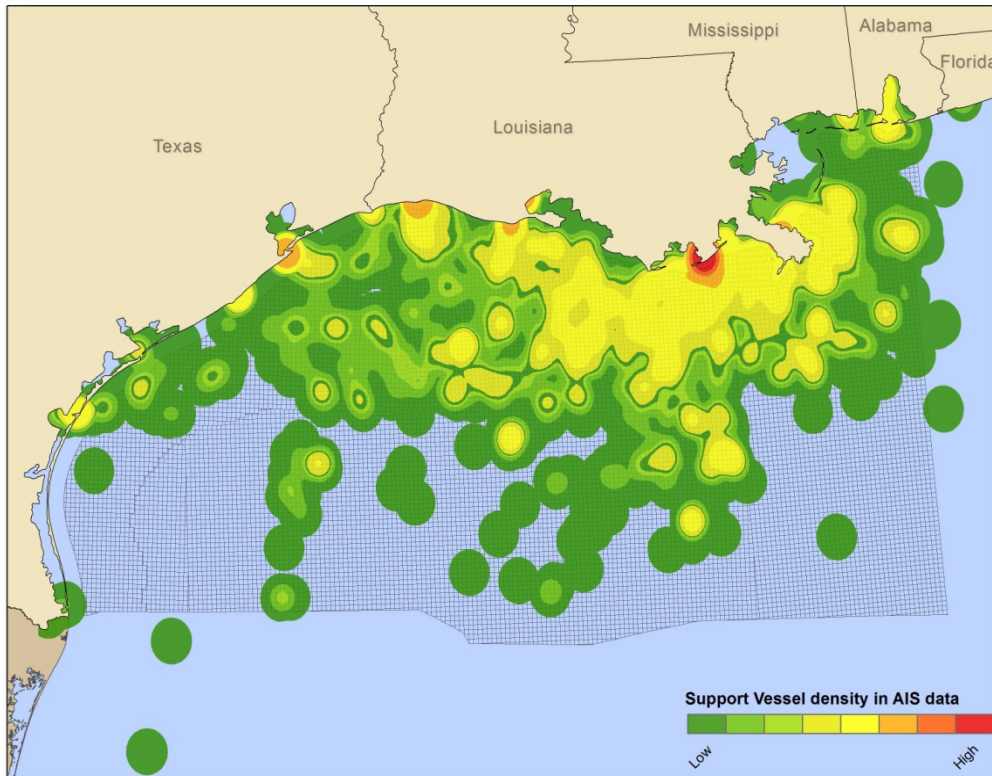 Mississippi
Alabama
Florida
Louisiana
Texas
Support Vessel density in AIS data
Low
High